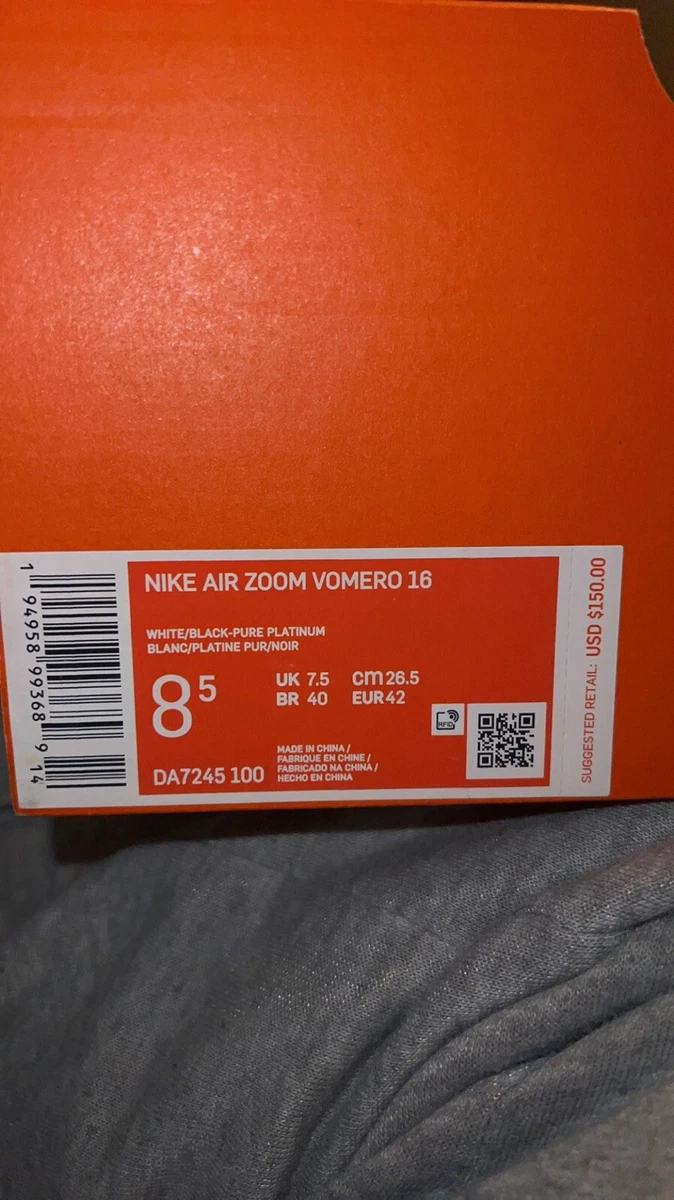 NIKE AIR ZOOM VOMERO 16
WHITE/BLACK-PURE PLATINUM
BLANC/PLATINE PUR/NOIR
8⁵
UK 7.5 cm 26.5
BR 40 EUR 42
RFID
DA7245 100
MADE IN CHINA /
FABRIQUE EN CHINE /
FABRICADO NA CHINA /
HECHO EN CHINA
SUGGESTED RETAIL: USD $150.00
1 94958 99368 9 14